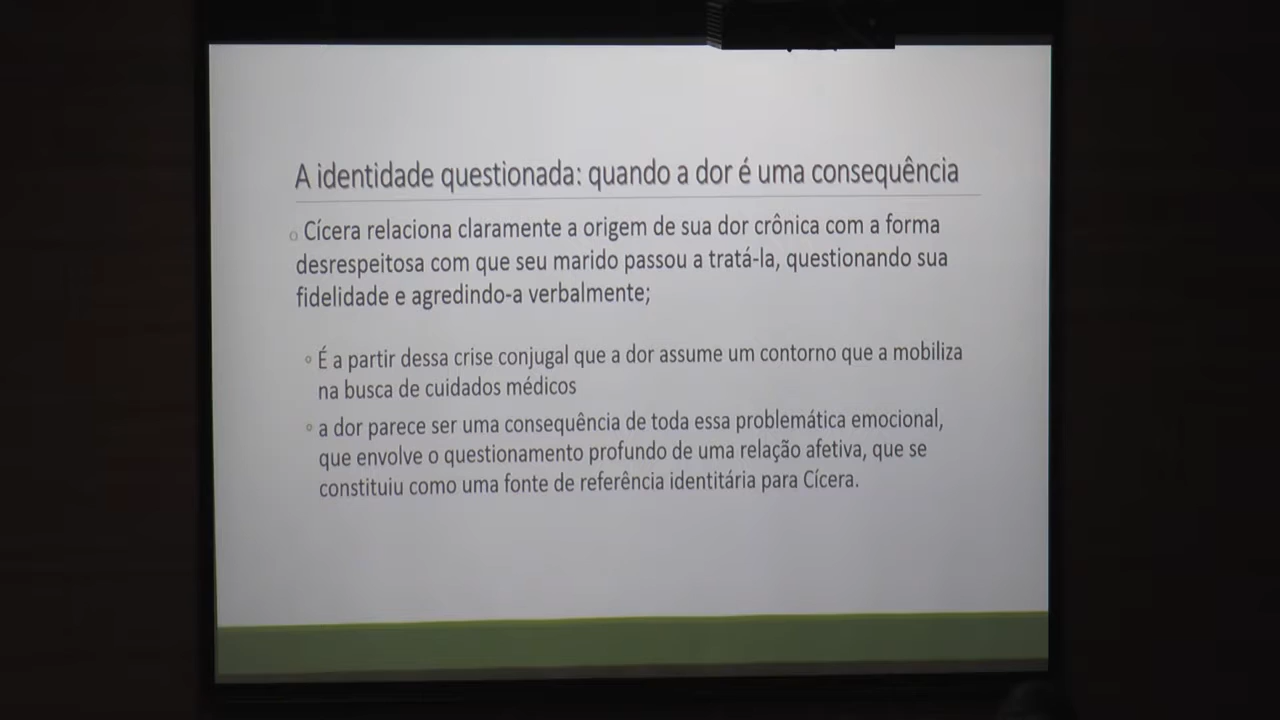 A identidade questionada: quando a dor é uma consequência
Cícera relaciona claramente a origem de sua dor crônica com a forma
desrespeitosa com que seu marido passou a tratá-la, questionando sua
fidelidade e agredindo-a verbalmente;
É a partir dessa crise conjugal que a dor assume um contorno que a mobiliza
na busca de cuidados médicos
a dor parece ser uma consequência de toda essa problemática emocional,
que envolve o questionamento profundo de uma relação afetiva, que se
constituiu como uma fonte de referência identitária para Cícera.